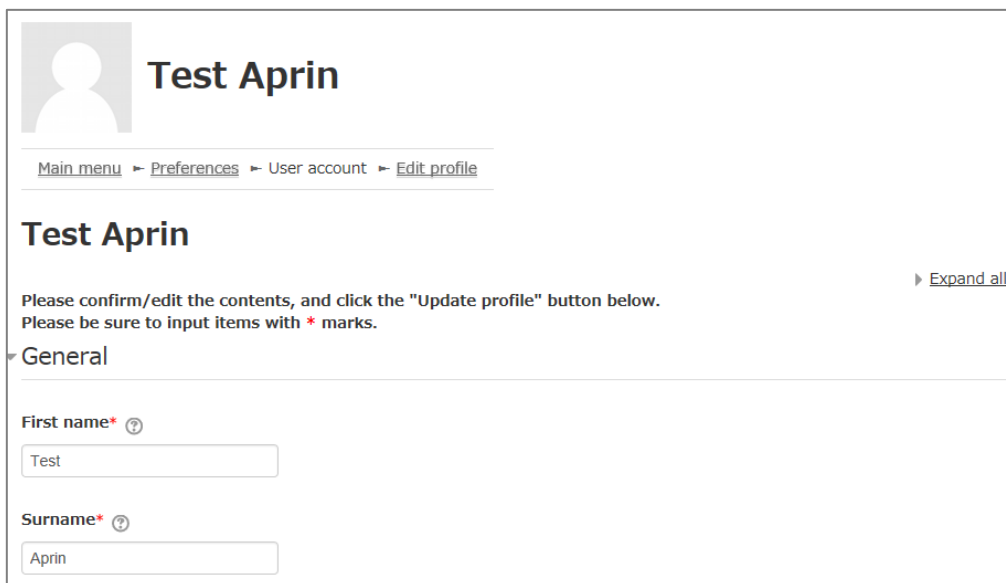 Test Aprin
Main menu ► Preferences ► User account ► Edit profile
Test Aprin
Expand all
Please confirm/edit the contents, and click the "Update profile" button below.
Please be sure to input items with * marks.
General
First name* ?
Test
Surname* ?
Aprin